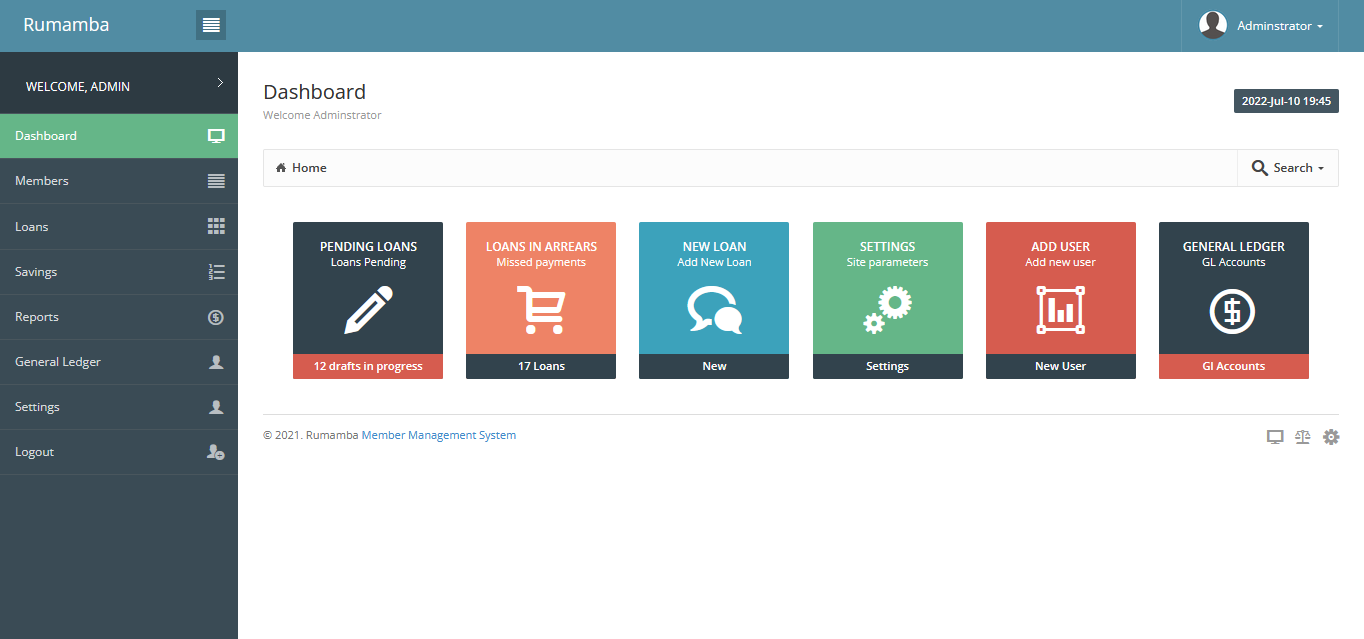 Rumamba
Adminstrator
WELCOME, ADMIN
Dashboard
Members
Loans
Savings
Reports
General Ledger
Settings
Logout
Dashboard
Welcome Adminstrator
2022-Jul-10 19:45
Home
Search
PENDING LOANS
Loans Pending
12 drafts in progress
LOANS IN ARREARS
Missed payments
17 Loans
NEW LOAN
Add New Loan
New
SETTINGS
Site parameters
Settings
ADD USER
Add new user
New User
GENERAL LEDGER
GL Accounts
Gl Accounts
© 2021. Rumamba Member Management System